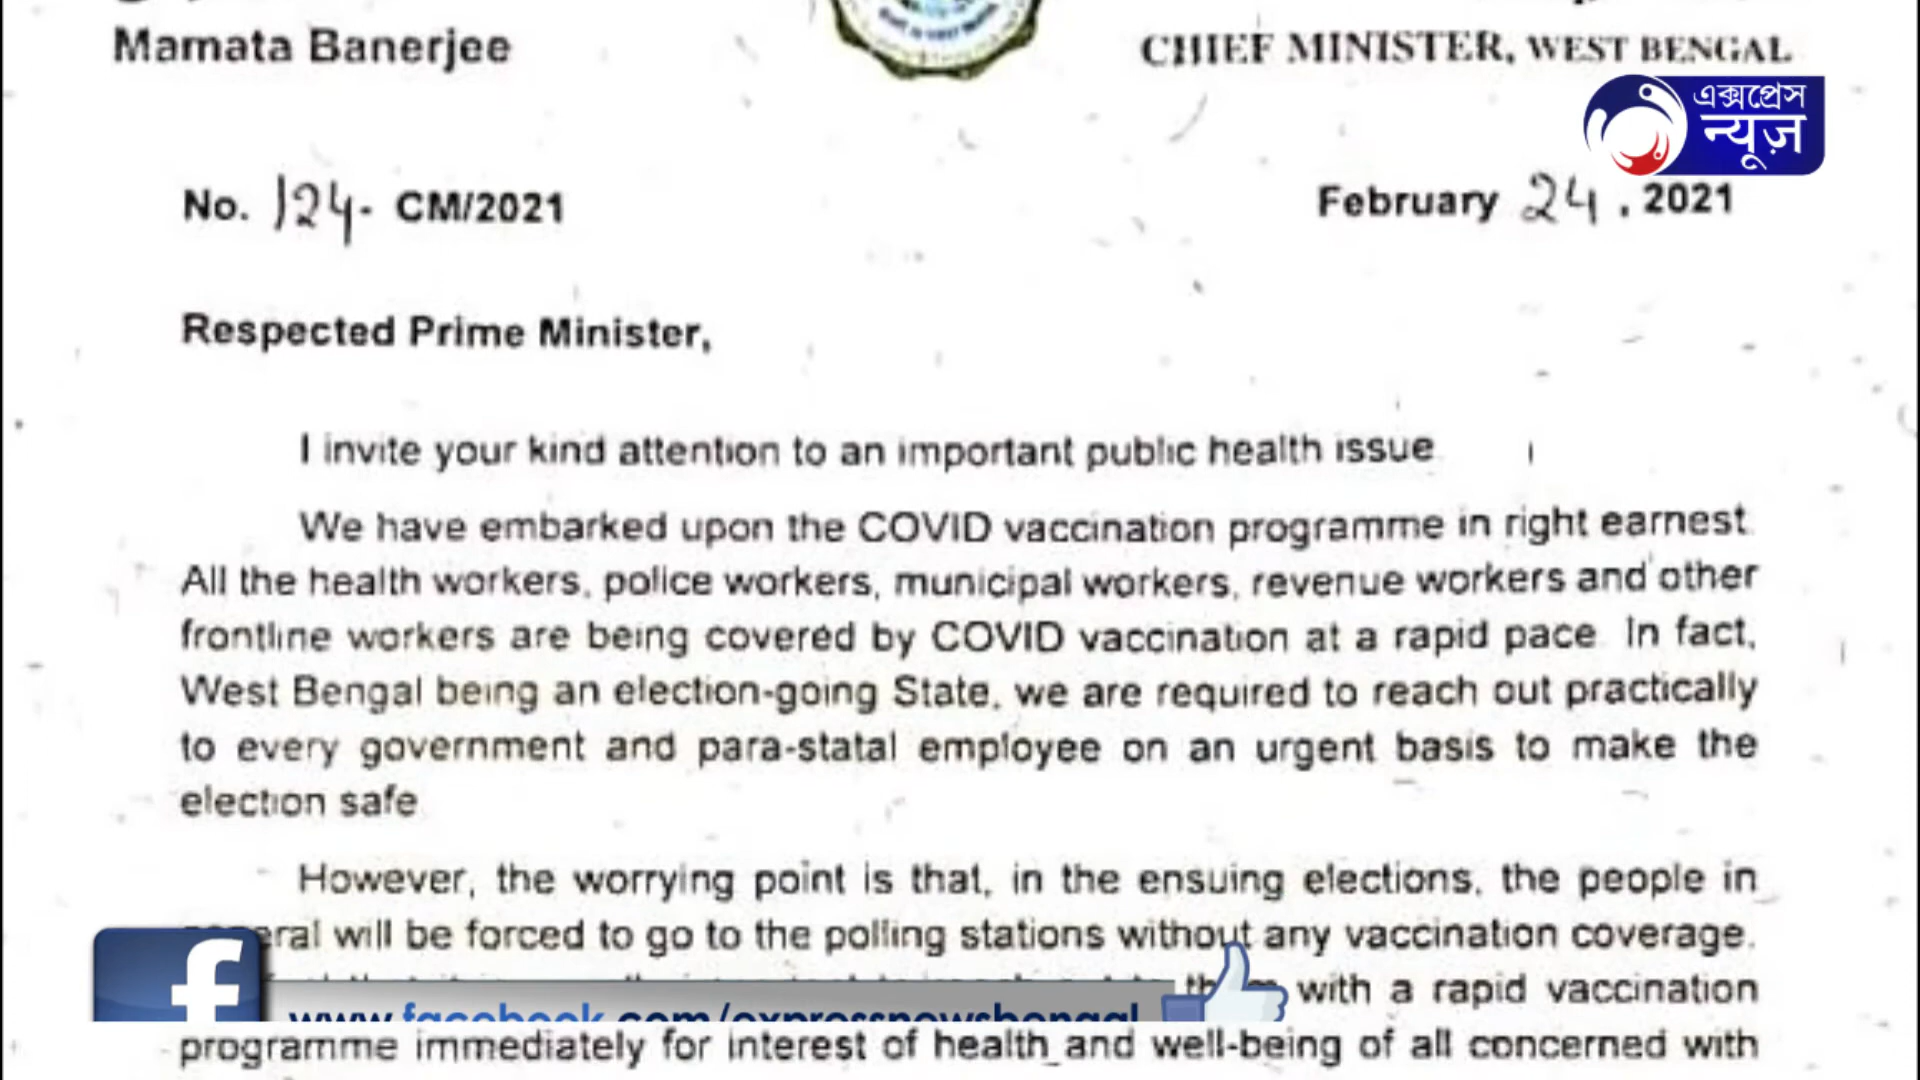 Mamata Banerjee
CHIEF MINISTER, WEST BENGAL
এক্সপ্রেস
न्यूज़
No. 124- CM/2021
February 24, 2021
Respected Prime Minister,
I invite your kind attention to an important public health issue
We have embarked upon the COVID vaccination programme in right earnest
All the health workers, police workers, municipal workers, revenue workers and other
frontline workers are being covered by COVID vaccination at a rapid pace. In fact,
West Bengal being an election-going State, we are required to reach out practically
to every government and para-statal employee on an urgent basis to make the
election safe
However, the worrying point is that, in the ensuing elections, the people in
will be forced to go to the polling stations without any vaccination coverage.
with a rapid vaccination
f www.facebook.com/expressnewsbengal
programme immediately for interest of health and well-being of all concerned with